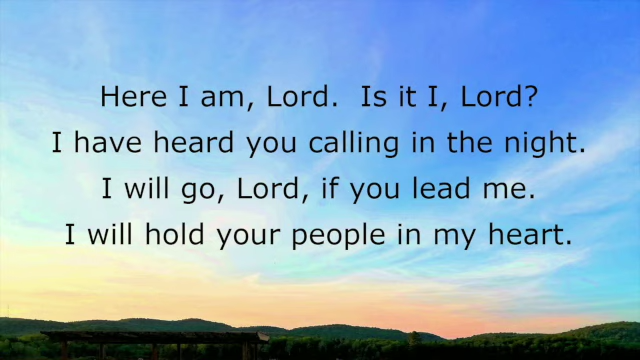 Here I am, Lord.  Is it I, Lord?
I have heard you calling in the night.
I will go, Lord, if you lead me.
I will hold your people in my heart.